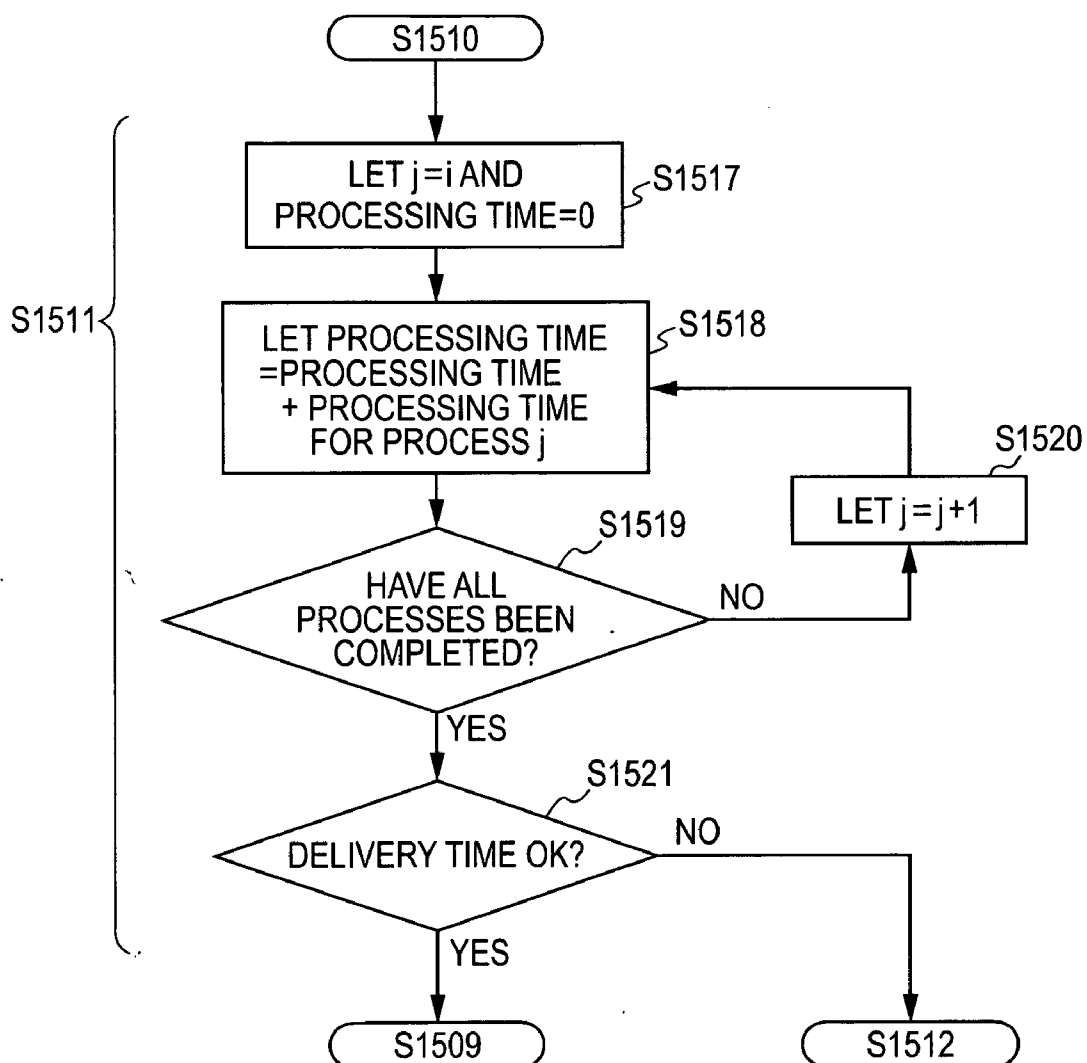 S1510
LET j=i AND
PROCESSING TIME=0
S1517
S1511
LET PROCESSING TIME
=PROCESSING TIME
+ PROCESSING TIME
FOR PROCESS j
S1518
S1520
LET j=j+1
S1519
HAVE ALL
PROCESSES BEEN
COMPLETED?
NO
YES
S1521
DELIVERY TIME OK?
NO
YES
S1509
S1512